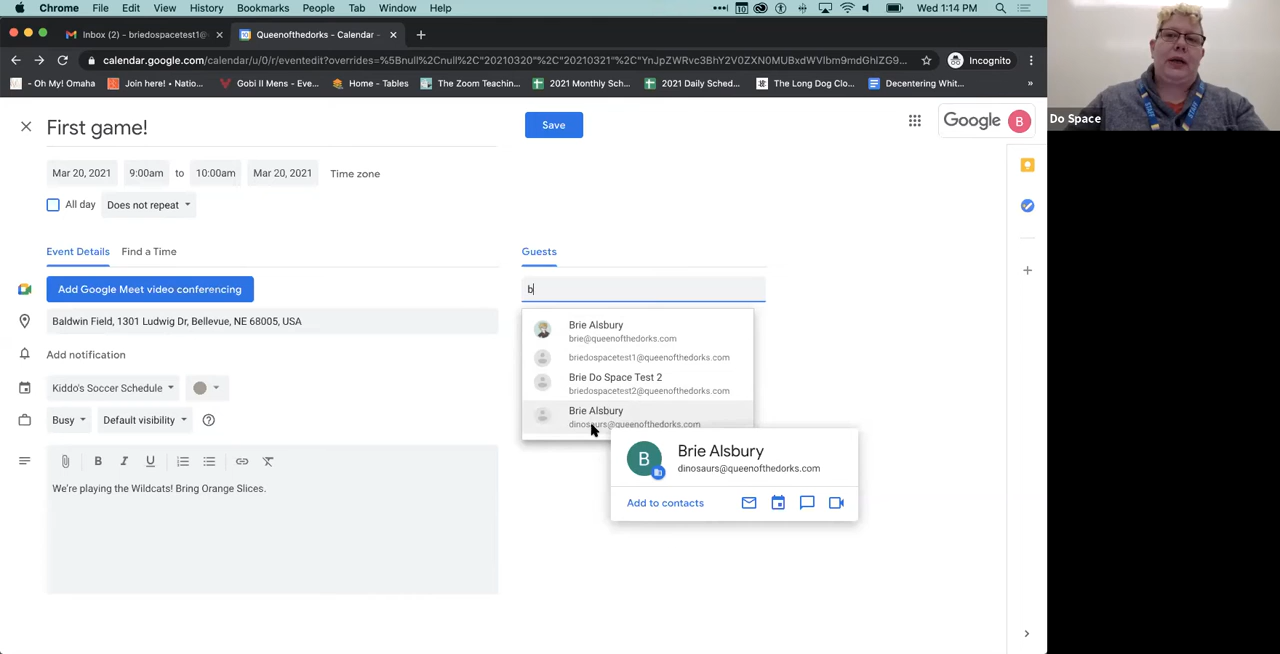 Chrome File Edit View History Bookmarks People Tab Window Help Wed 1:14 PM
Inbox (2) - briedospacetest1@ Queenofthedorks - Calendar -
calendar.google.com/calendar/u/0/r/eventedit?overrides=%5Bnull%2Cnull%2C"20210320"%2C"20210321"%2C"YnJpZWRvc3BhY2V0ZXN0MUBxdWVlbm9mdGhlZG9... Incognito
- Oh My! Omaha Join here! • Natio... Gobi II Mens - Eve... Home - Tables The Zoom Teachin... 2021 Monthly Sch... 2021 Daily Sched... The Long Dog Clo... Decentering Whit... »
First game! Save Google B
Do Space
Mar 20, 2021 9:00am to 10:00am Mar 20, 2021 Time zone
All day Does not repeat
Event Details Find a Time Guests
Add Google Meet video conferencing b
Baldwin Field, 1301 Ludwig Dr, Bellevue, NE 68005, USA
Brie Alsbury
brie@queenofthedorks.com
briedospacetest1@queenofthedorks.com
Brie Do Space Test 2
briedospacetest2@queenofthedorks.com
Brie Alsbury
dinosaurs@queenofthedorks.com
Add notification
Kiddo's Soccer Schedule
Busy Default visibility
B I U
We're playing the Wildcats! Bring Orange Slices.
B Brie Alsbury
dinosaurs@queenofthedorks.com
Add to contacts